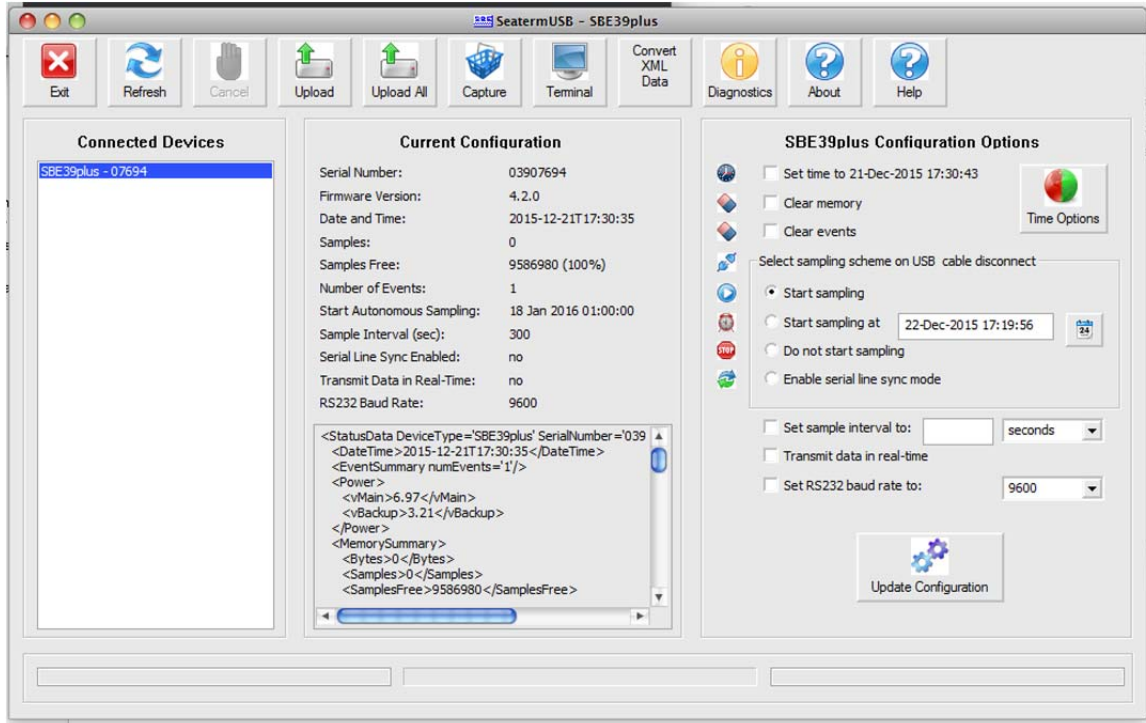 SeatermUSB - SBE39plus
Exit
Refresh
Cancel
Upload
Upload All
Capture
Terminal
Convert
XML
Data
Diagnostics
About
Help
Connected Devices
SBE39plus - 07694
Current Configuration
Serial Number: 03907694
Firmware Version: 4.2.0
Date and Time: 2015-12-21T17:30:35
Samples: 0
Samples Free: 9586980 (100%)
Number of Events: 1
Start Autonomous Sampling: 18 Jan 2016 01:00:00
Sample Interval (sec): 300
Serial Line Sync Enabled: no
Transmit Data in Real-Time: no
RS232 Baud Rate: 9600
<StatusData DeviceType='SBE39plus' SerialNumber='039
<DateTime>2015-12-21T17:30:35</DateTime>
<EventSummary numEvents='1'/>
<Power>
<vMain>6.97</vMain>
<vBackup>3.21</vBackup>
</Power>
<MemorySummary>
<Bytes>0</Bytes>
<Samples>0</Samples>
<SamplesFree>9586980</SamplesFree>
SBE39plus Configuration Options
Set time to 21-Dec-2015 17:30:43
Clear memory
Clear events
Time Options
Select sampling scheme on USB cable disconnect
Start sampling
Start sampling at 22-Dec-2015 17:19:56
24
Do not start sampling
STOP
Enable serial line sync mode
Set sample interval to: seconds
Transmit data in real-time
Set RS232 baud rate to: 9600
Update Configuration